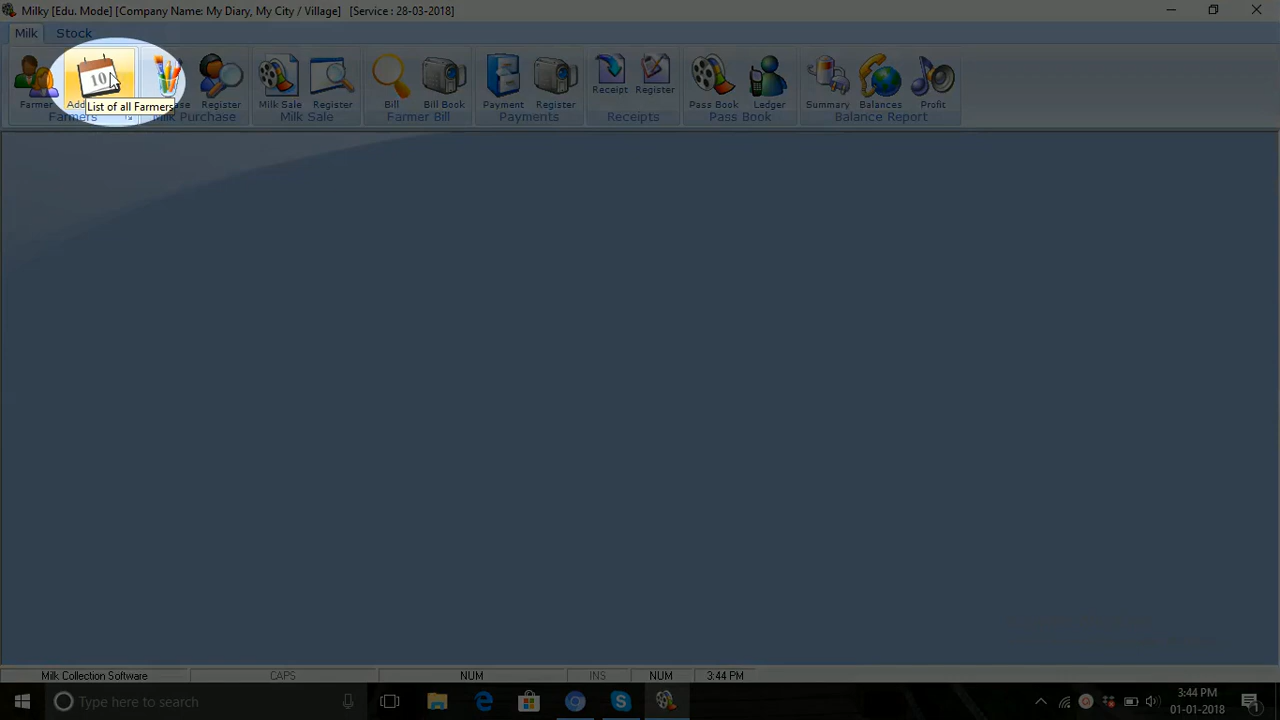 Milky [Edu. Mode] [Company Name: My Diary, My City / Village] [Service : 28-03-2018]
Milk Stock
Farmer Register Milk Sale Register Bill Bill Book Payment Register Receipt Register Pass Book Ledger Summary Balances Profit
List of all Farmers
Farmers Milk Purchase Milk Sale Farmer Bill Payments Receipts Pass Book Balance Report
10
Milk Collection Software CAPS NUM INS NUM 3:44 PM
Type here to search
3:44 PM
01-01-2018
1